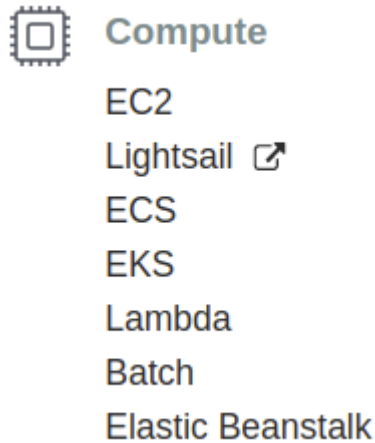 Compute
EC2
Lightsail
ECS
EKS
Lambda
Batch
Elastic Beanstalk